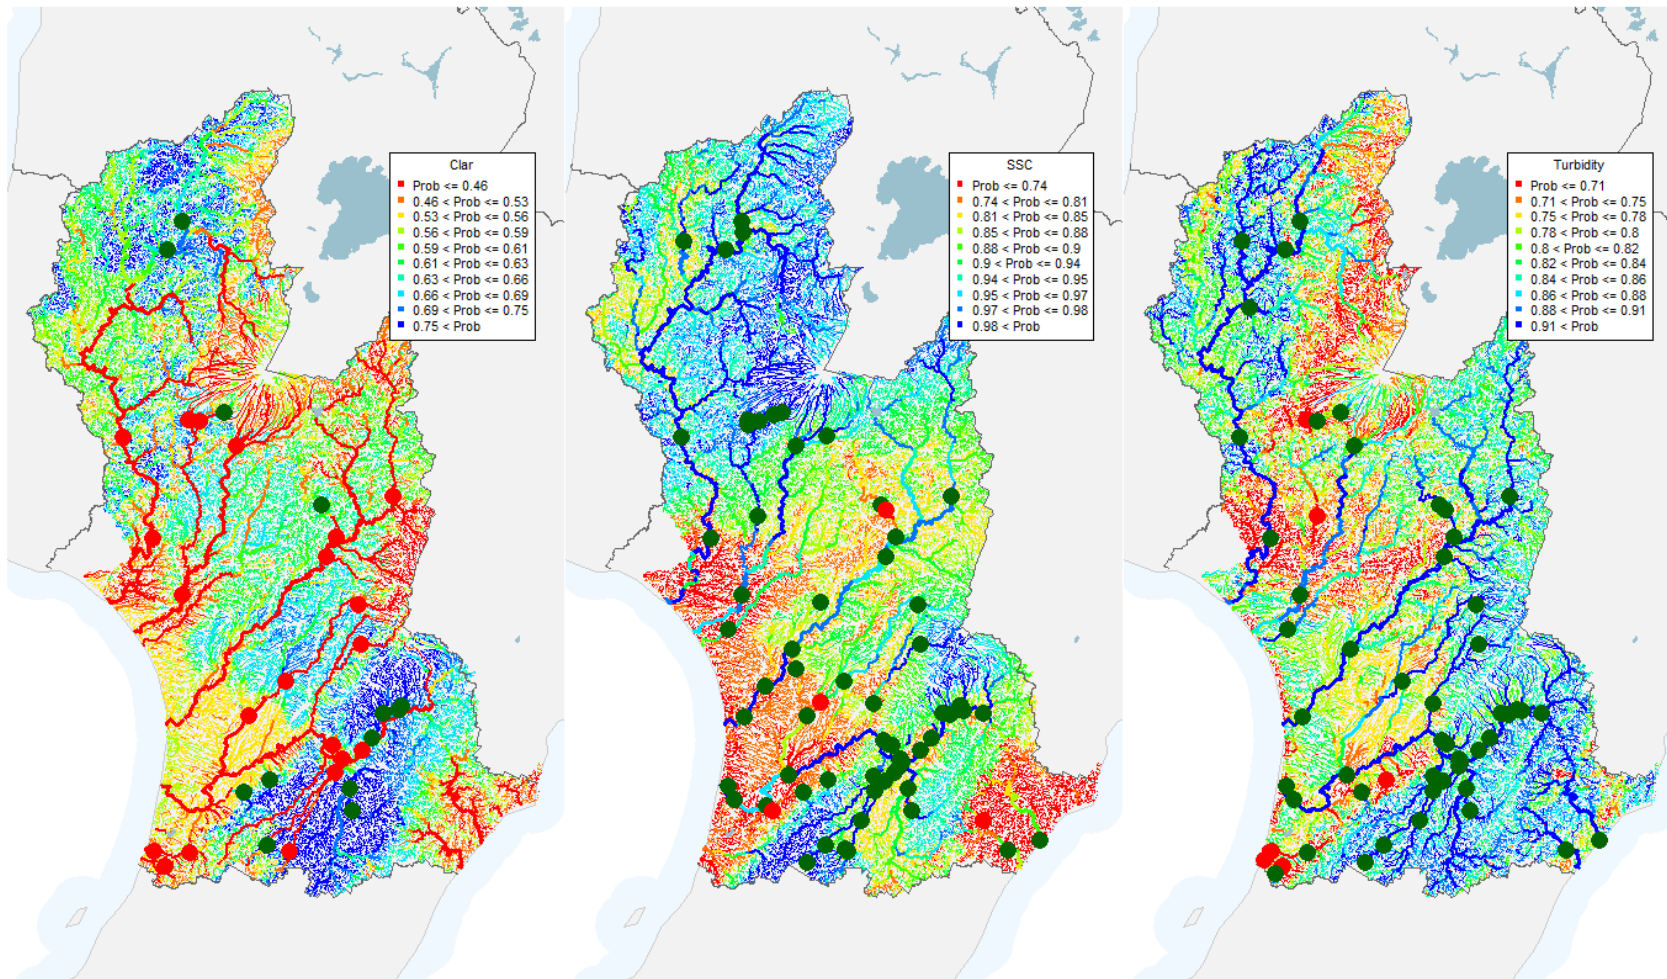 Clar
Prob <= 0.46
0.46 < Prob <= 0.53
0.53 < Prob <= 0.56
0.56 < Prob <= 0.59
0.59 < Prob <= 0.61
0.61 < Prob <= 0.63
0.63 < Prob <= 0.66
0.66 < Prob <= 0.69
0.69 < Prob <= 0.75
0.75 < Prob
SSC
Prob <= 0.74
0.74 < Prob <= 0.81
0.81 < Prob <= 0.85
0.85 < Prob <= 0.88
0.88 < Prob <= 0.9
0.9 < Prob <= 0.94
0.94 < Prob <= 0.95
0.95 < Prob <= 0.97
0.97 < Prob <= 0.98
0.98 < Prob
Turbidity
Prob <= 0.71
0.71 < Prob <= 0.75
0.75 < Prob <= 0.78
0.78 < Prob <= 0.8
0.8 < Prob <= 0.82
0.82 < Prob <= 0.84
0.84 < Prob <= 0.86
0.86 < Prob <= 0.88
0.88 < Prob <= 0.91
0.91 < Prob